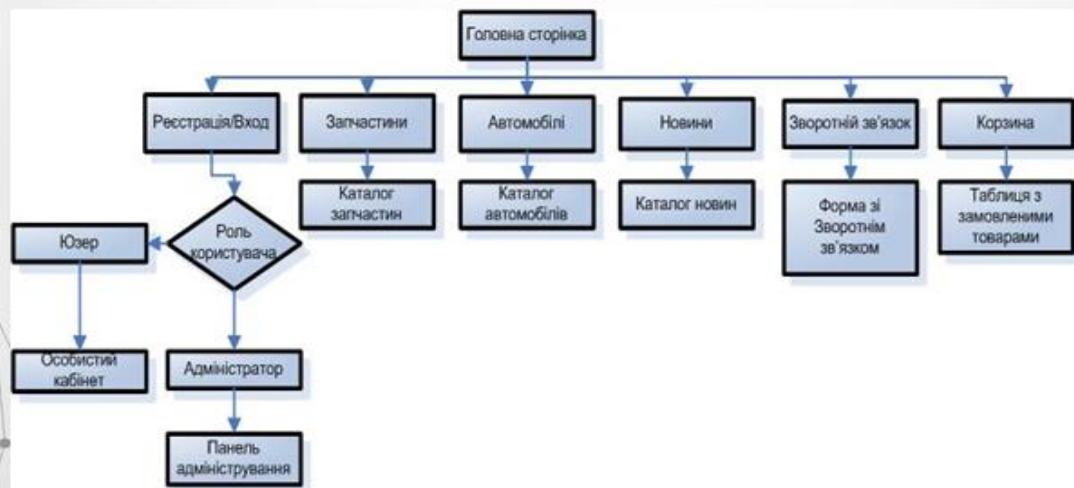 Головна сторінка
Реєстрація/Вход
Запчастини
Автомобілі
Новини
Зворотній зв'язок
Корзина
Каталог
запчастин
Каталог
автомобілів
Каталог новин
Форма зі
Зворотнім
зв'язком
Таблиця з
замовленими
товарами
Роль
користувача
Юзер
Особистий
кабінет
Адміністратор
Панель
адміністрування